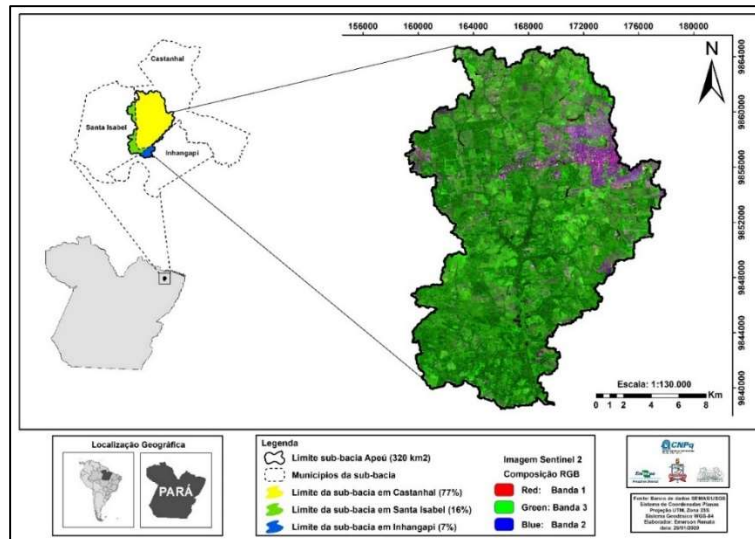 156000 160000 164000 168000 172000 176000 180000
Castanhal
N
9864000
Santa Isabel
9860000
Inhangapi
9856000
9852000
9848000
9844000
9840000
Escala: 1:130.000
0 1 2 4 6 8 Km
Localização Geográfica
PARÁ
Legenda
Limite sub-bacia Apeú (320 km2)
Municípios da sub-bacia
Limite da sub-bacia em Castanhal (77%)
Limite da sub-bacia em Santa Isabel (16%)
Limite da sub-bacia em Inhangapi (7%)
Imagem Sentinel 2
Composição RGB
Red: Banda 1
Green: Banda 3
Blue: Banda 2
CNPq
Fonte: Banco de dados
Sistema de Coordenadas Planas
Projeção UTM, Zona 23S
Sistema Geodésico WGS-84
Elaborador: Emerson Renato